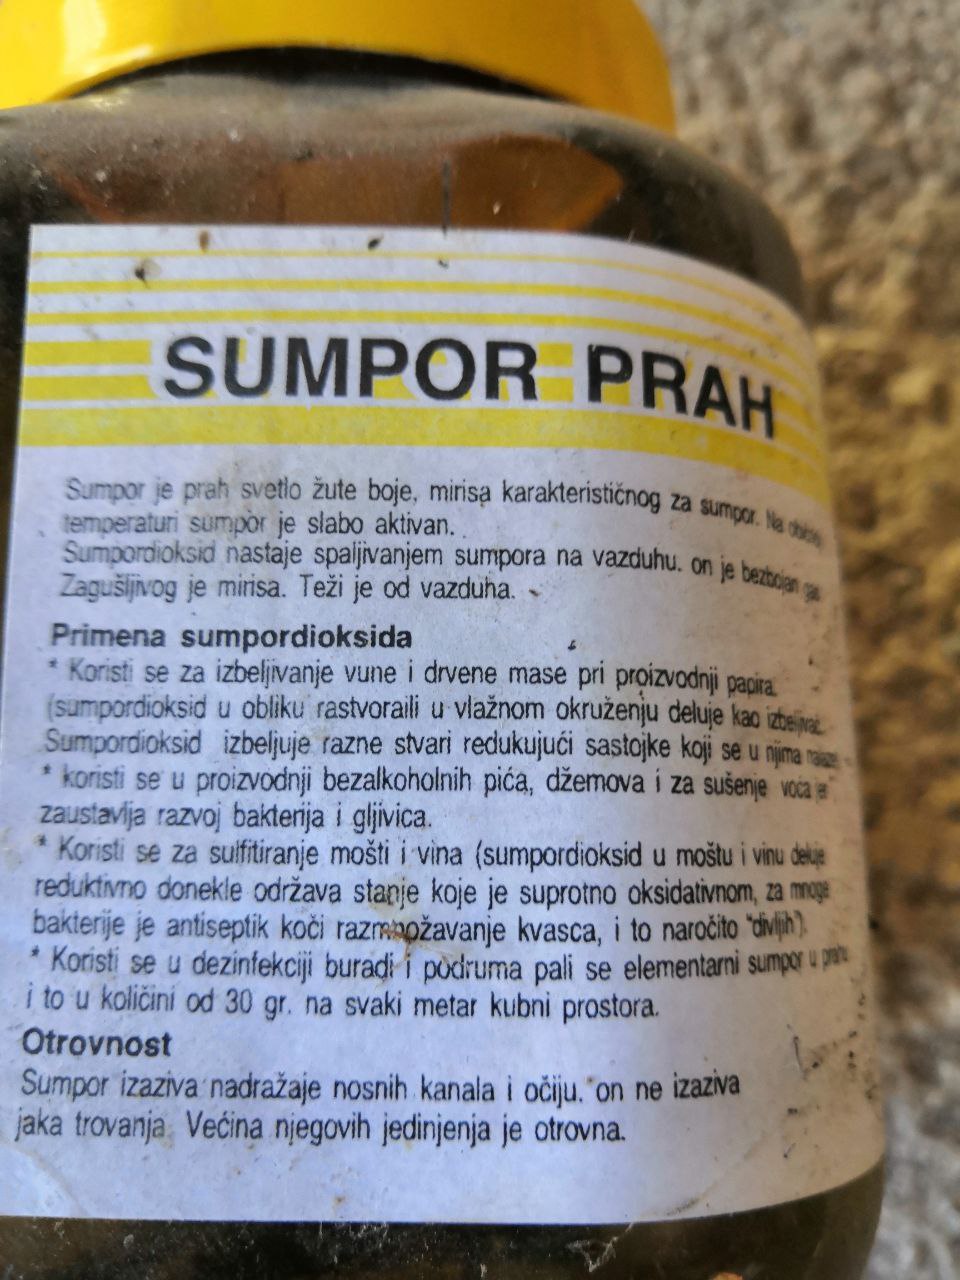 SUMPOR PRAH
Sumpor je prah svetlo žute boje, mirisa karakterističnog za sumpor. Na
temperaturi sumpor je slabo aktivan.
Sumpordioksid nastaje spaljivanjem sumpora na vazduhu. on je bezbojan gas
Zagušljivog je mirisa. Teži je od vazduha.
Primena sumpordioksida
* Koristi se za izbeljivanje vune i drvene mase pri proizvodnji papira.
(sumpordioksid u obliku rastvoraili u vlažnom okruženju deluje kao izbeljivač.
Sumpordioksid izbeljuje razne stvari redukujući sastojke koji se u njima
* koristi se u proizvodnji bezalkoholnih pića, džemova i za sušenje voća jer
zaustavlja razvoj bakterija i gljivica.
* Koristi se za sulfitiranje mošti i vina (sumpordioksid u moštu i vinu deluje
reduktivno donekle održava stanje koje je suprotno oksidativnom, za mnoge
bakterije je antiseptik koči razmnožavanje kvasca, i to naročito "divljih").
* Koristi se u dezinfekciji buradi i podruma pali se elementarni sumpor u prahu
i to u količini od 30 gr. na svaki metar kubni prostora.
Otrovnost
Sumpor izaziva nadražaje nosnih kanala i očiju. on ne izaziva
jaka trovanja. Većina njegovih jedinjenja je otrovna.